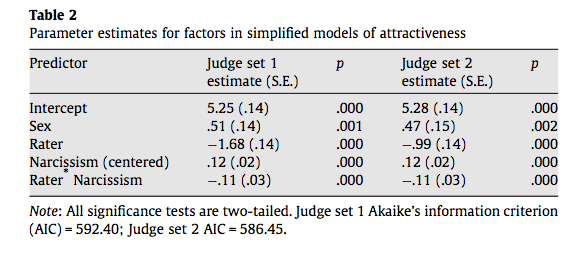 Table 2
Parameter estimates for factors in simplified models of attractiveness
Predictor Judge set 1 estimate (S.E.) p Judge set 2 estimate (S.E.) p
Intercept 5.25 (.14) .000 5.28 (.14) .000
Sex .51 (.14) .001 .47 (.15) .002
Rater −1.68 (.14) .000 −.99 (.14) .000
Narcissism (centered) .12 (.02) .000 .12 (.02) .000
Rater* Narcissism −.11 (.03) .000 −.11 (.03) .000
Note: All significance tests are two-tailed. Judge set 1 Akaike's information criterion
(AIC) = 592.40; Judge set 2 AIC = 586.45.